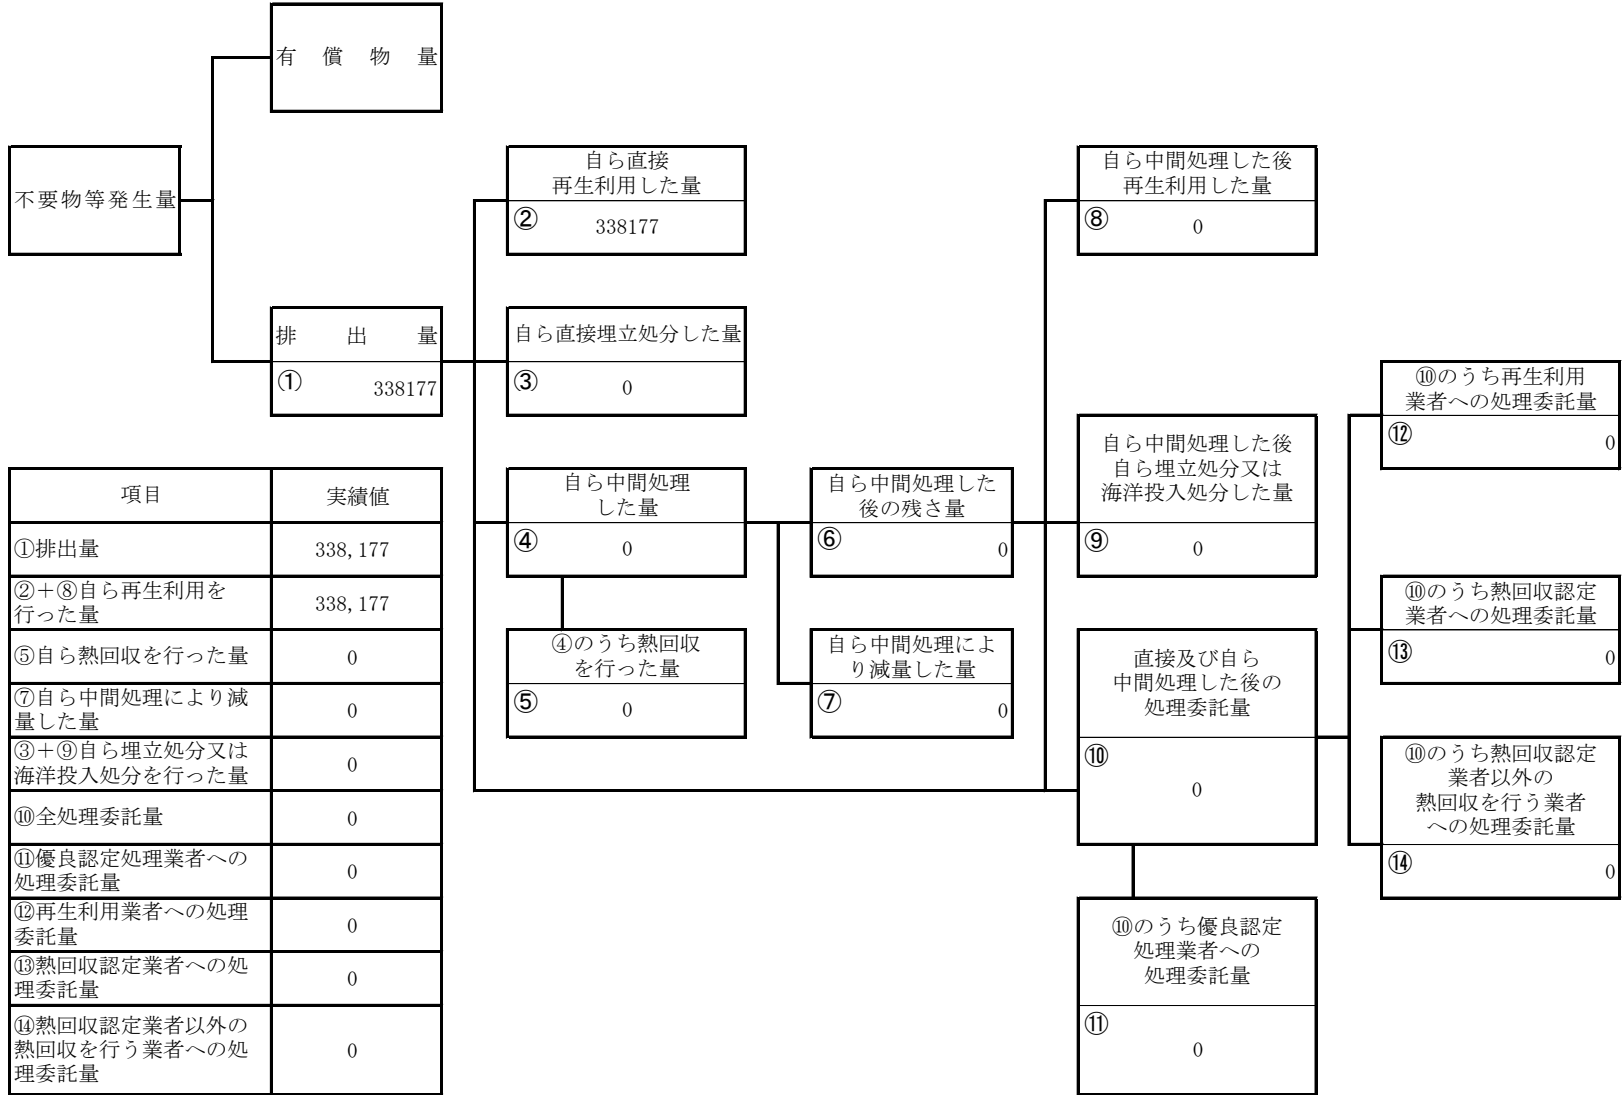 有償物量
不要物等発生量
排出量
① 338177
自ら直接
再生利用した量
② 338177
自ら直接埋立処分した量
③ 0
自ら中間処理
した量
④ 0
④のうち熱回収
を行った量
⑤ 0
自ら中間処理した
後の残さ量
⑥ 0
自ら中間処理によ
り減量した量
⑦ 0
自ら中間処理した後
再生利用した量
⑧ 0
自ら中間処理した後
自ら埋立処分又は
海洋投入処分した量
⑨ 0
直接及び自ら
中間処理した後の
処理委託量
⑩
0
⑩のうち優良認定
処理業者への
処理委託量
⑪
0
⑩のうち再生利用
業者への処理委託量
⑫ 0
⑩のうち熱回収認定
業者への処理委託量
⑬ 0
⑩のうち熱回収認定
業者以外の
熱回収を行う業者
への処理委託量
⑭ 0
項目 実績値
①排出量 338,177
②＋⑧自ら再生利用を
行った量 338,177
⑤自ら熱回収を行った量 0
⑦自ら中間処理により減
量した量 0
③＋⑨自ら埋立処分又は
海洋投入処分を行った量 0
⑩全処理委託量 0
⑪優良認定処理業者への
処理委託量 0
⑫再生利用業者への処理
委託量 0
⑬熱回収認定業者への処
理委託量 0
⑭熱回収認定業者以外の
熱回収を行う業者への処 0
理委託量